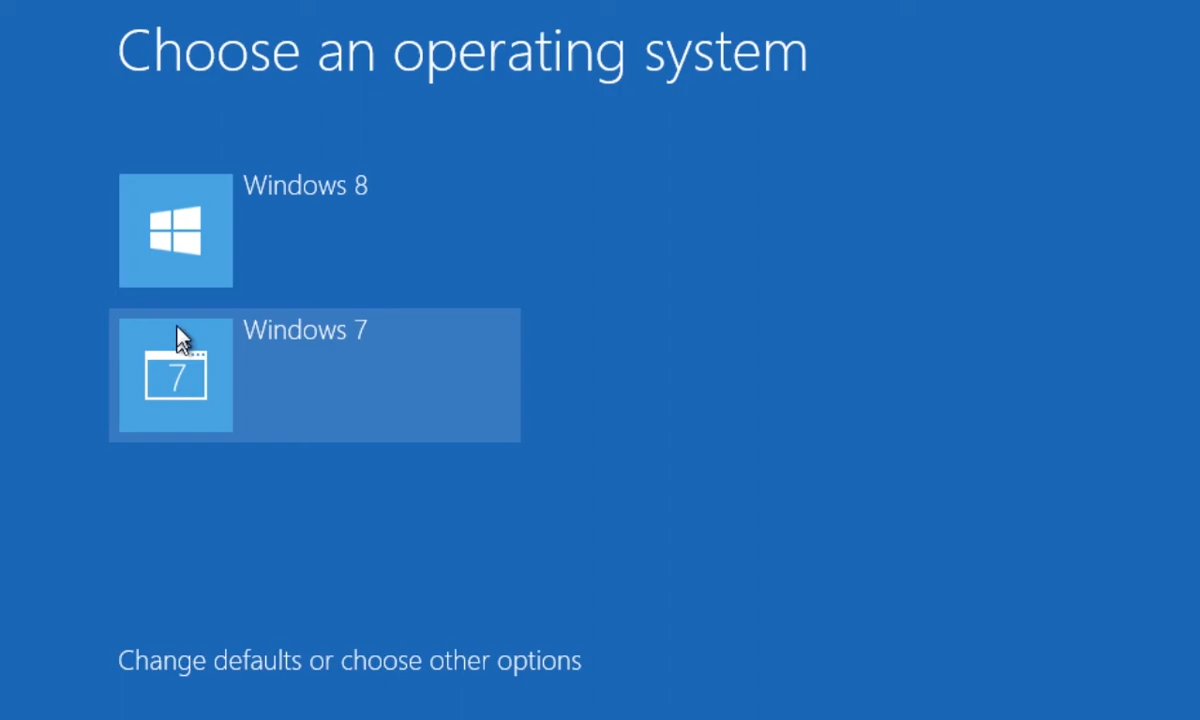 Choose an operating system
Windows 8
Windows 7
7
Change defaults or choose other options